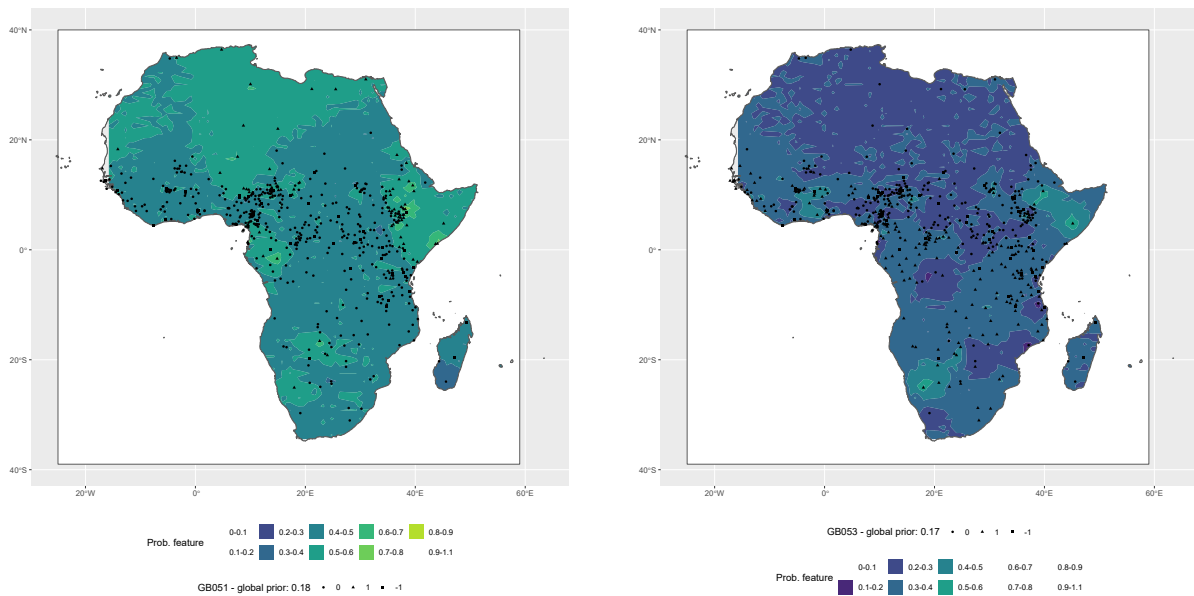 40°N
20°N
0°
20°S
40°S
20°W 0° 20°E 40°E 60°E
Prob. feature
0-0.1 0.2-0.3 0.4-0.5 0.6-0.7 0.8-0.9
0.1-0.2 0.3-0.4 0.5-0.6 0.7-0.8 0.9-1.1
GB051 - global prior: 0.18 0 1 -1
40°N
20°N
0°
20°S
40°S
20°W 0° 20°E 40°E 60°E
GB053 - global prior: 0.17 0 1 -1
Prob. feature
0-0.1 0.2-0.3 0.4-0.5 0.6-0.7 0.8-0.9
0.1-0.2 0.3-0.4 0.5-0.6 0.7-0.8 0.9-1.1